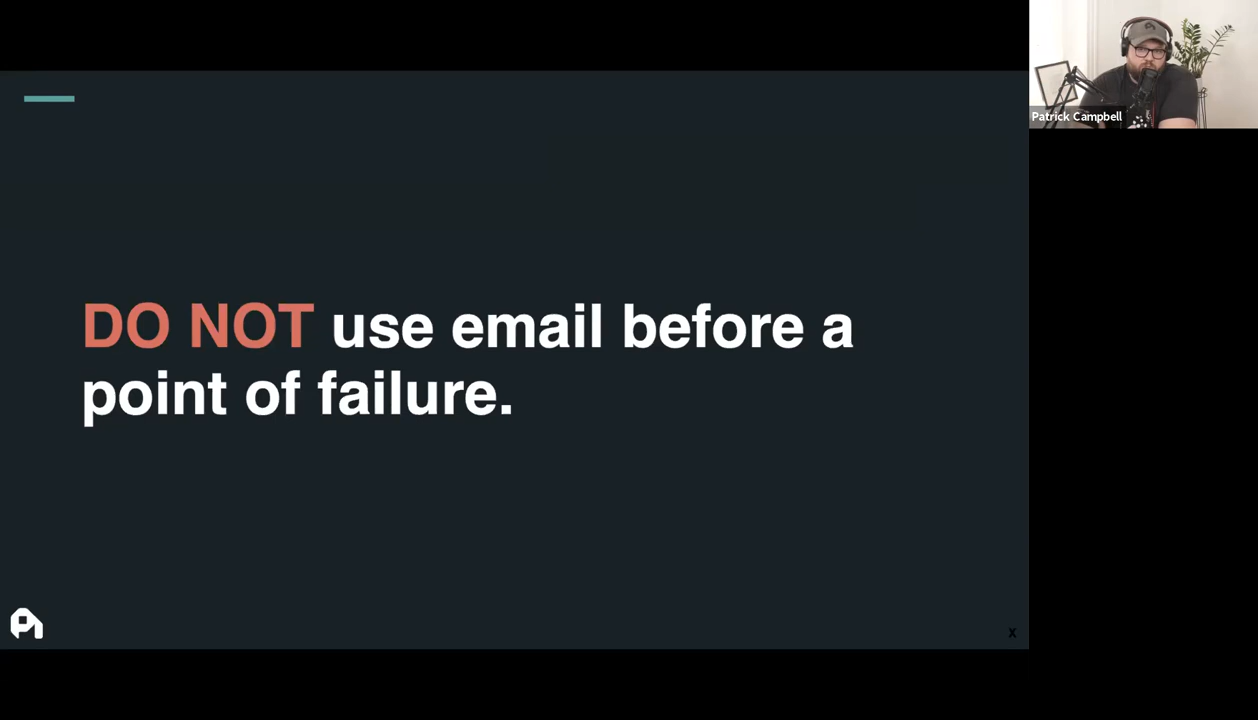 Patrick Campbell
DO NOT use email before a
point of failure.
x